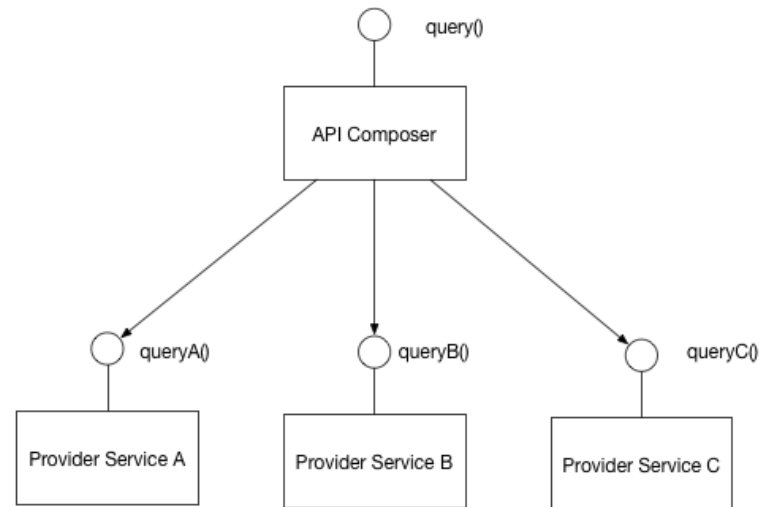 query()
API Composer
queryA()
queryB()
queryC()
Provider Service A
Provider Service B
Provider Service C